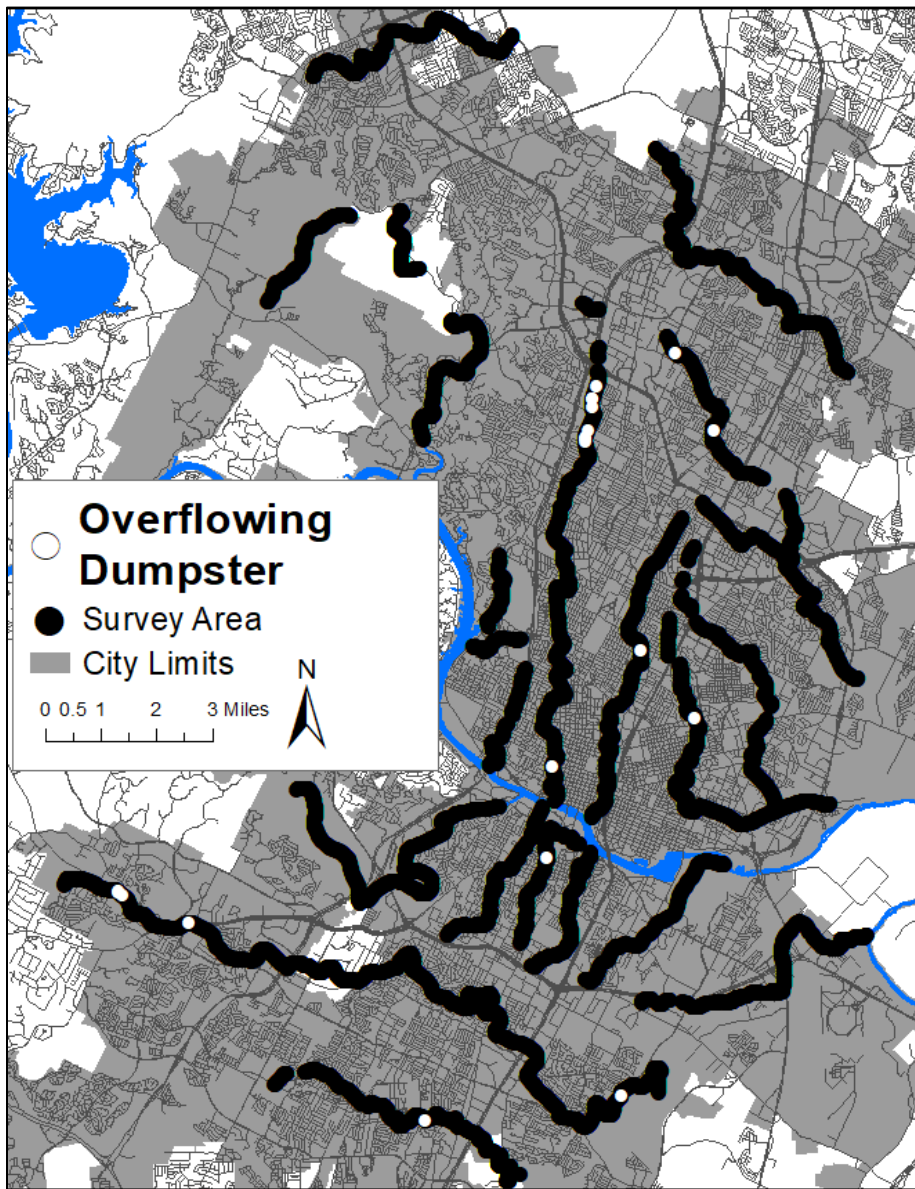 Overflowing
Dumpster
Survey Area
City Limits
N
0 0.5 1 2 3 Miles